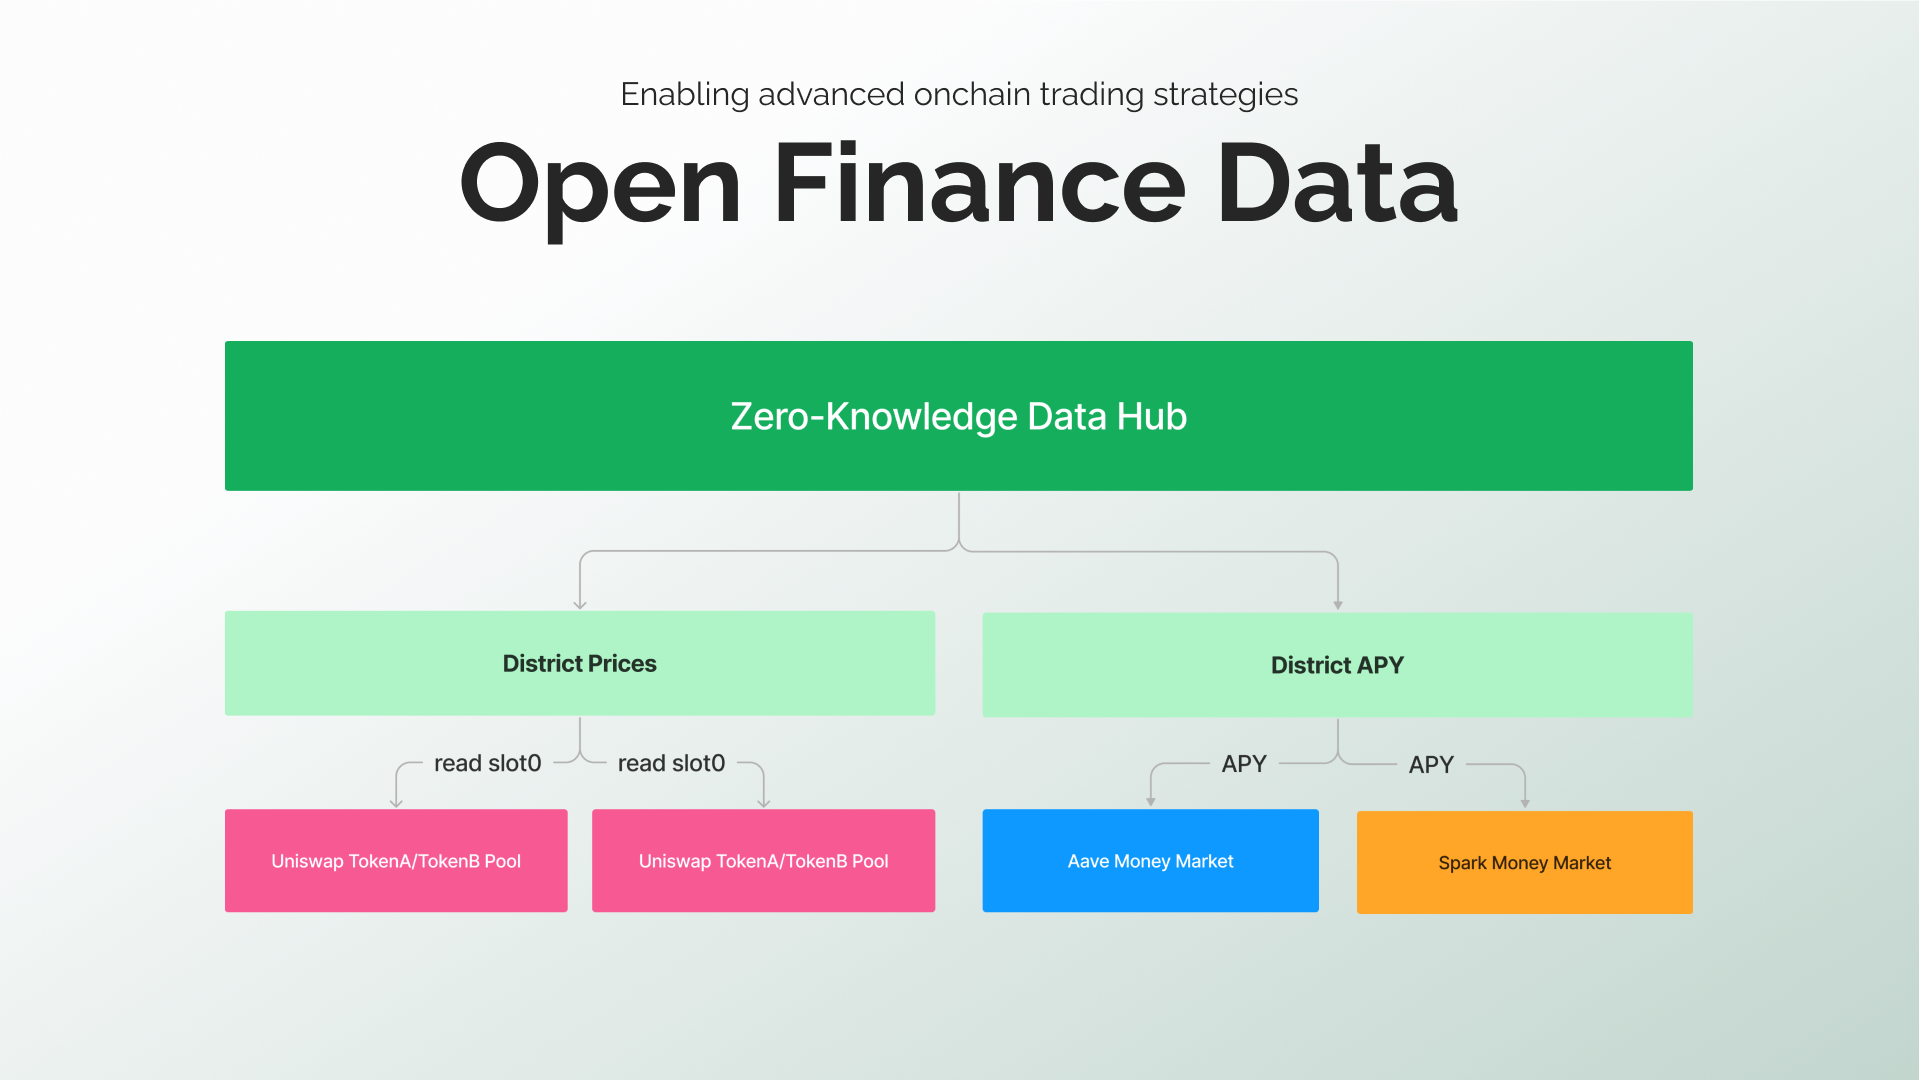 Enabling advanced onchain trading strategies
Open Finance Data
Zero-Knowledge Data Hub
District Prices
District APY
read slot0
read slot0
APY
APY
Uniswap TokenA/TokenB Pool
Uniswap TokenA/TokenB Pool
Aave Money Market
Spark Money Market